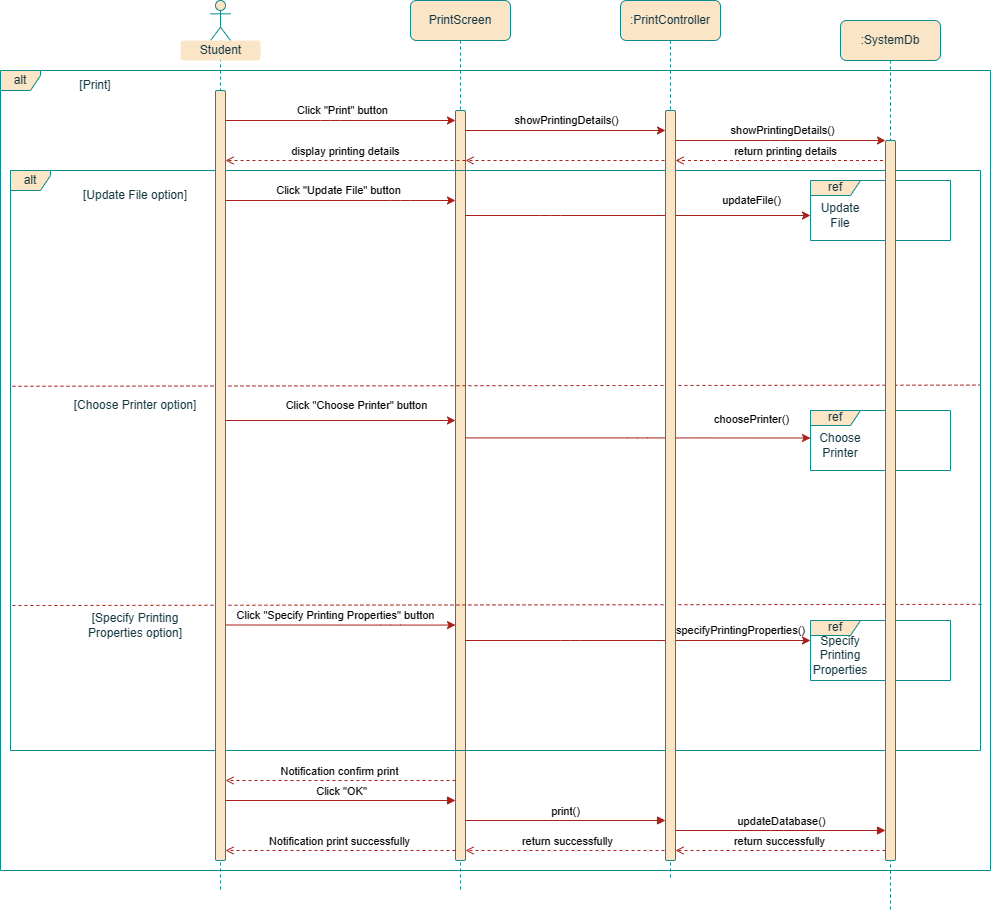 Student
PrintScreen
:PrintController
:SystemDb
alt
[Print]
Click "Print" button
showPrintingDetails()
showPrintingDetails()
display printing details
return printing details
alt
[Update File option]
Click "Update File" button
updateFile()
ref
Update
File
[Choose Printer option]
Click "Choose Printer" button
choosePrinter()
ref
Choose
Printer
[Specify Printing
Properties option]
Click "Specify Printing Properties" button
specifyPrintingProperties()
ref
Specify
Printing
Properties
Notification confirm print
Click "OK"
print()
updateDatabase()
Notification print successfully
return successfully
return successfully